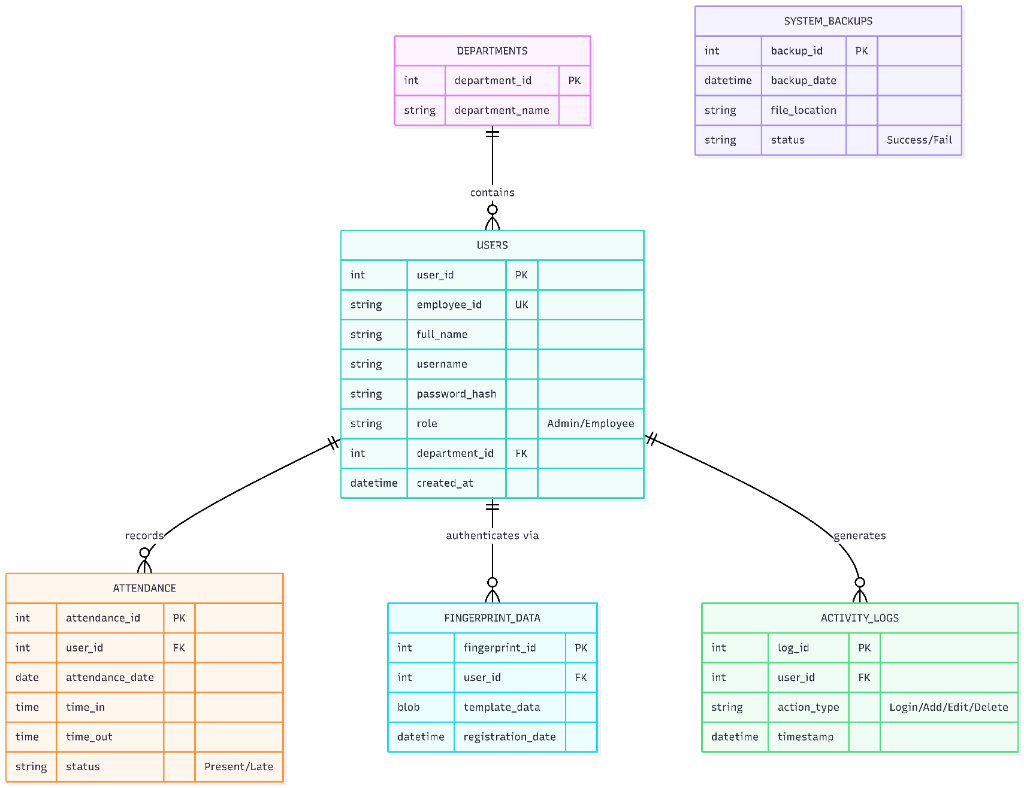 SYSTEM_BACKUPS
int backup_id PK
datetime backup_date
string file_location
string status Success/Fail
DEPARTMENTS
int department_id PK
string department_name
contains
USERS
int user_id PK
string employee_id UK
string full_name
string username
string password_hash
string role Admin/Employee
int department_id FK
datetime created_at
records
authenticates via
generates
ATTENDANCE
int attendance_id PK
int user_id FK
date attendance_date
time time_in
time time_out
string status Present/Late
FINGERPRINT_DATA
int fingerprint_id PK
int user_id FK
blob template_data
datetime registration_date
ACTIVITY_LOGS
int log_id PK
int user_id FK
string action_type Login/Add/Edit/Delete
datetime timestamp